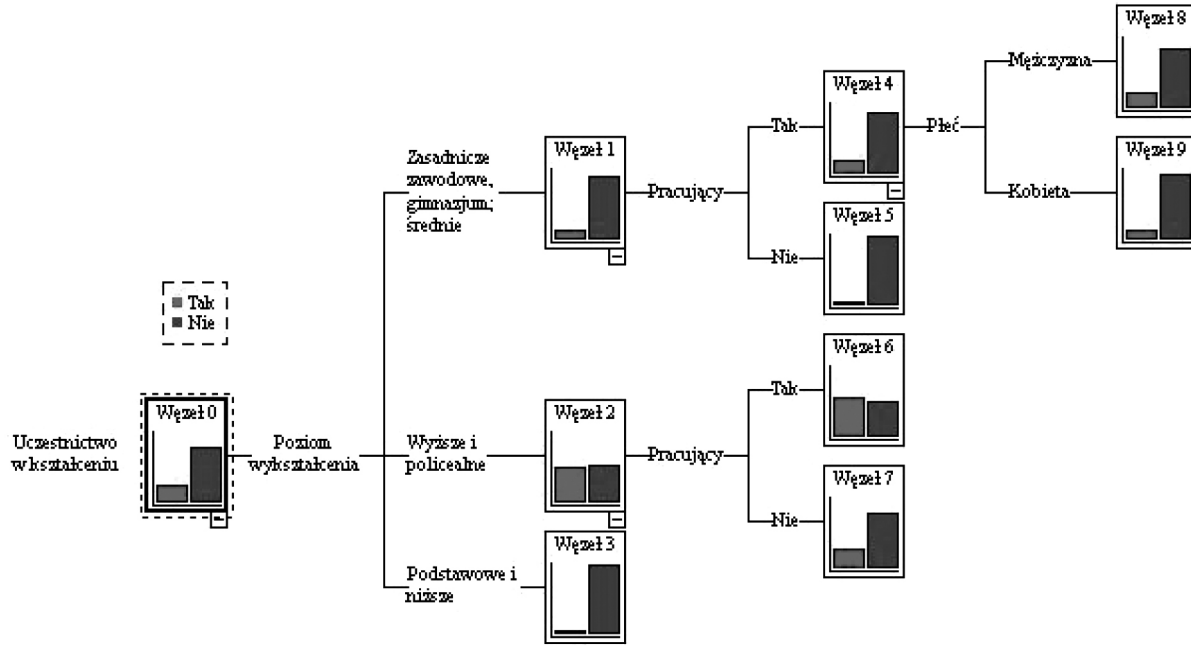 Węzeł 8
Mężczyzna
Węzeł 4
Tak
Płeć
Węzeł 9
Kobieta
Zasadnicze
zawodowe,
gimnazjum;
średnie
Węzeł 1
Pracujący
Węzeł 5
Nie
Tak
Nie
Węzeł 6
Tak
Węzeł 0
Uczestnictwo
w kształceniu
Poziom
wykształcenia
Wyższe i
policealne
Węzeł 2
Pracujący
Węzeł 7
Nie
Węzeł 3
Podstawowe i
niższe